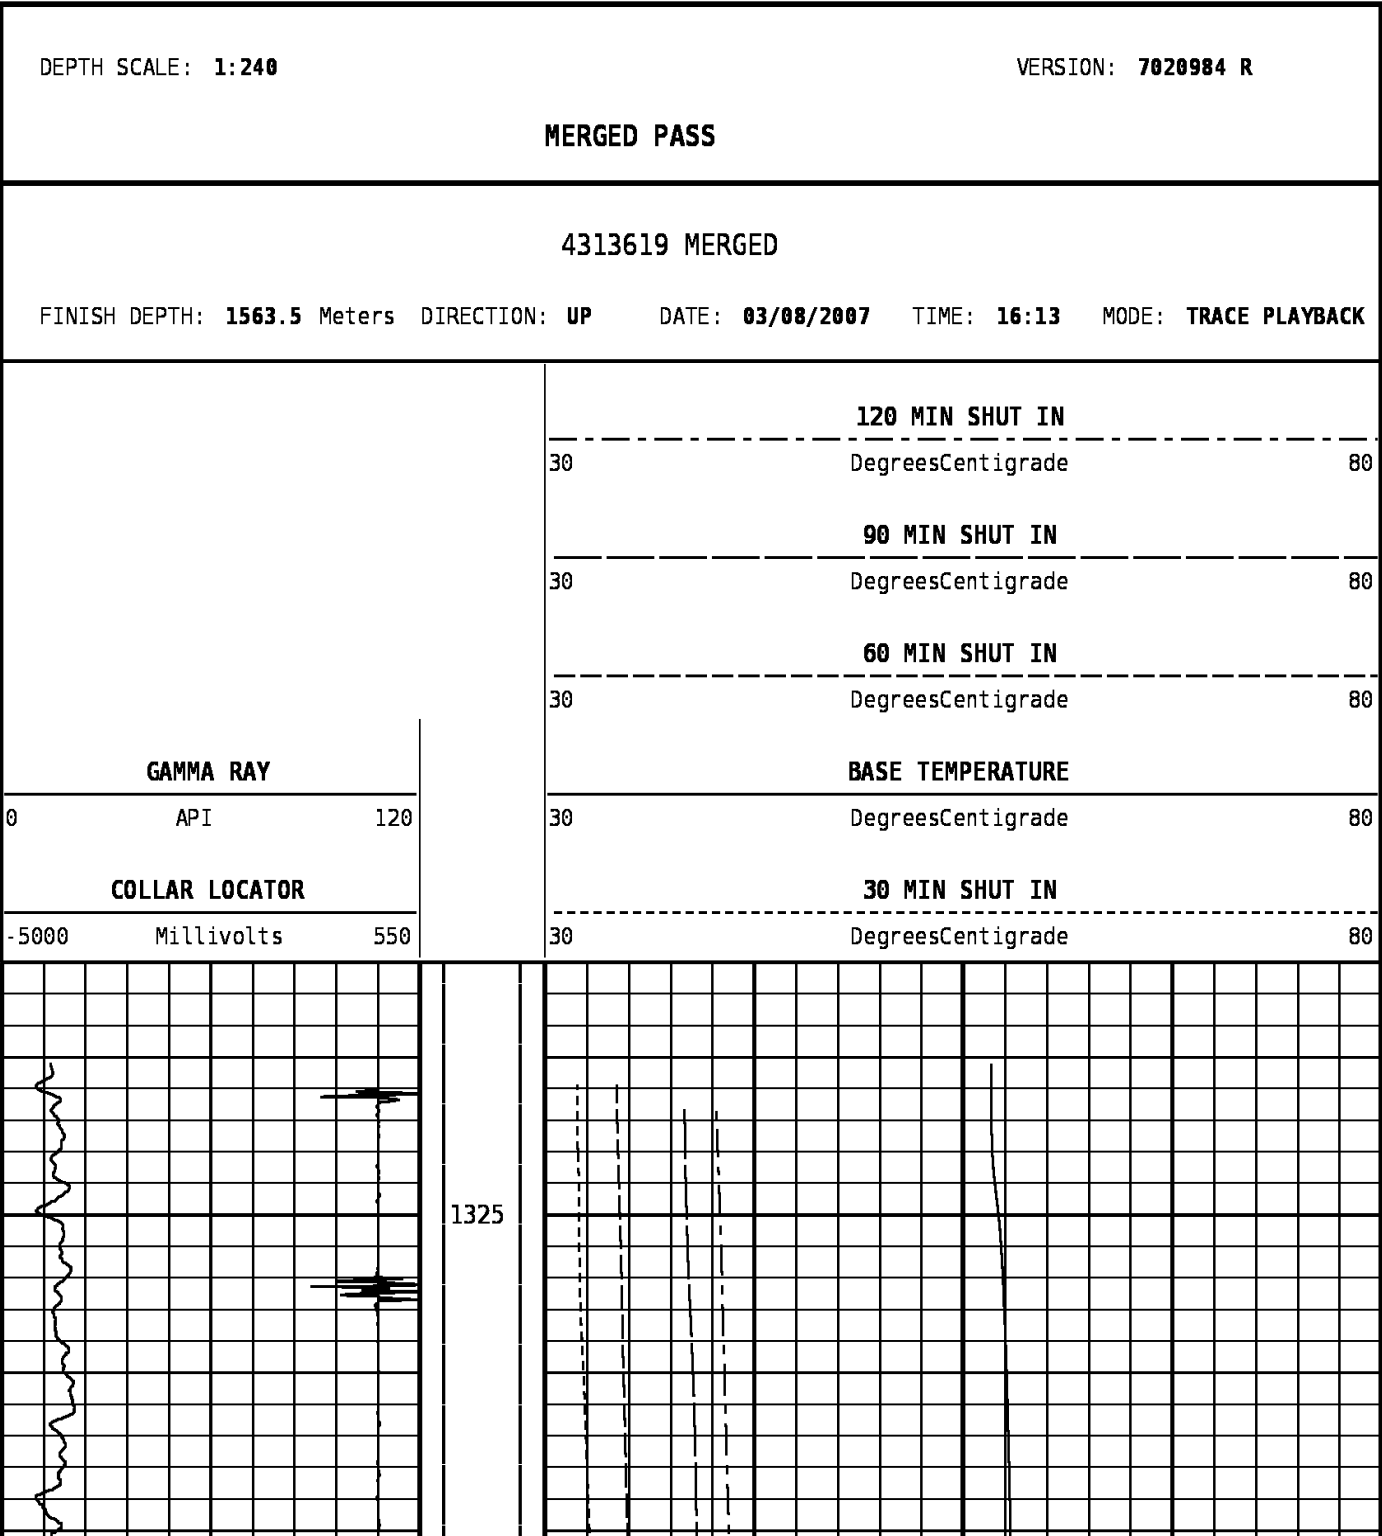 DEPTH SCALE: 1:240 VERSION: 7020984 R
MERGED PASS
4313619 MERGED
FINISH DEPTH: 1563.5 Meters DIRECTION: UP DATE: 03/08/2007 TIME: 16:13 MODE: TRACE PLAYBACK
120 MIN SHUT IN
30 DegreesCentigrade 80
90 MIN SHUT IN
30 DegreesCentigrade 80
60 MIN SHUT IN
30 DegreesCentigrade 80
GAMMA RAY BASE TEMPERATURE
0 API 120 30 DegreesCentigrade 80
COLLAR LOCATOR 30 MIN SHUT IN
-5000 Millivolts 550 30 DegreesCentigrade 80
1325